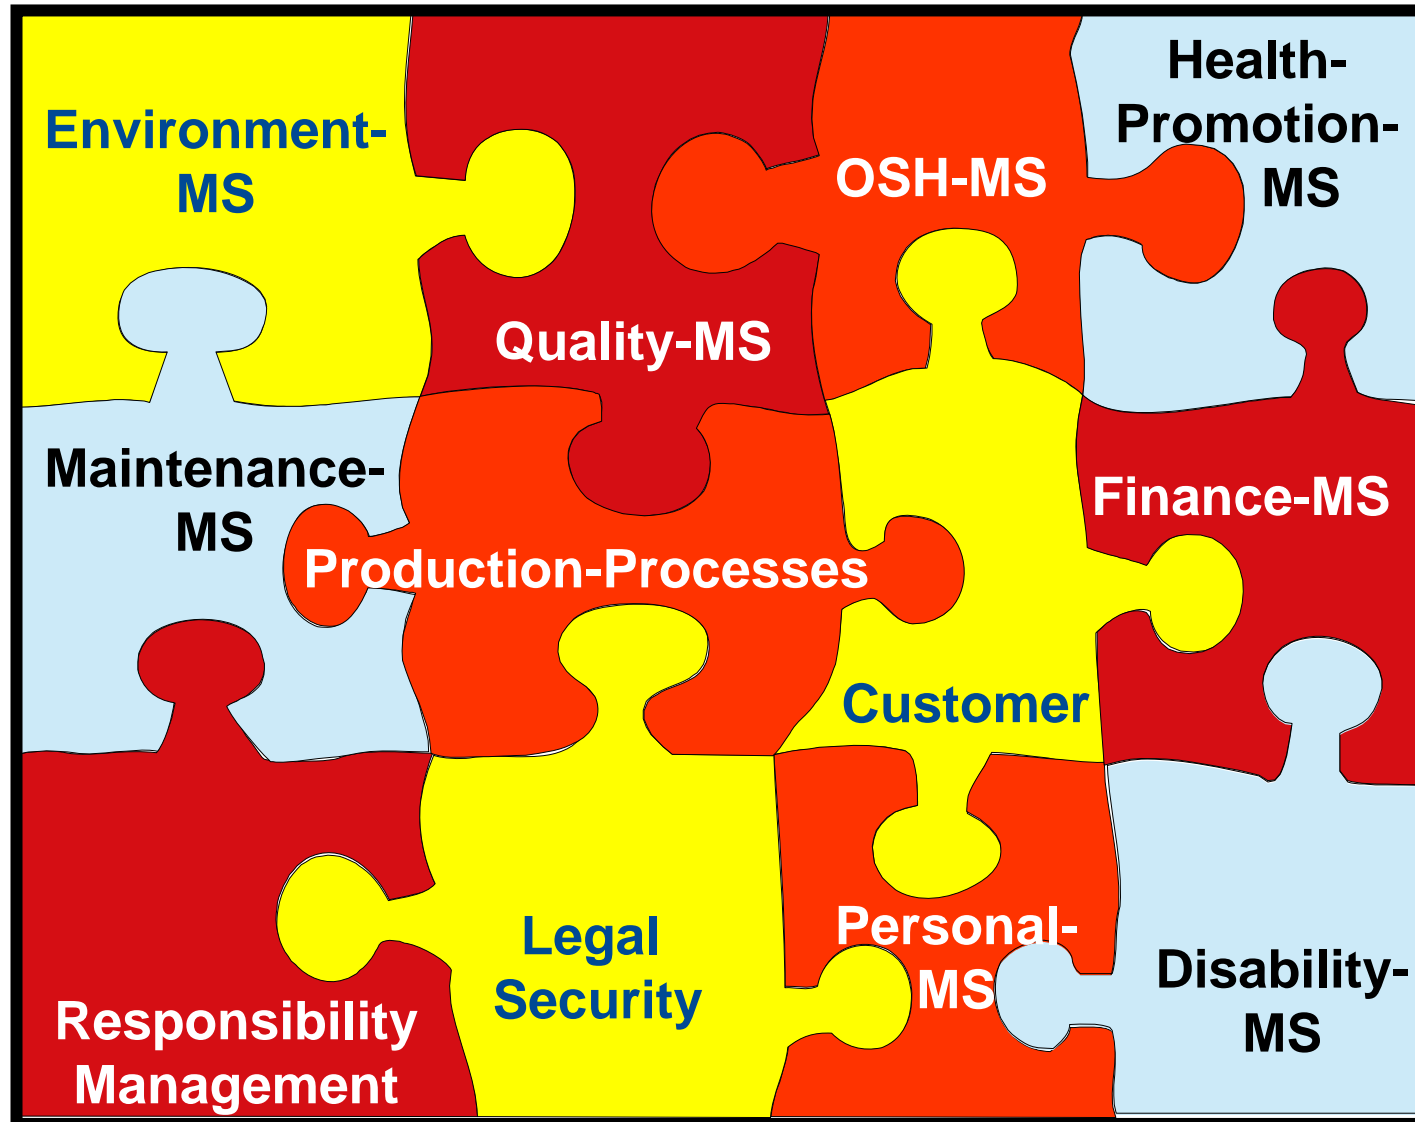 Environment-
MS
Quality-MS
OSH-MS
Health-
Promotion-
MS
Maintenance-
MS
Production-Processes
Customer
Finance-MS
Responsibility
Management
Legal
Security
Personal-
MS
Disability-
MS